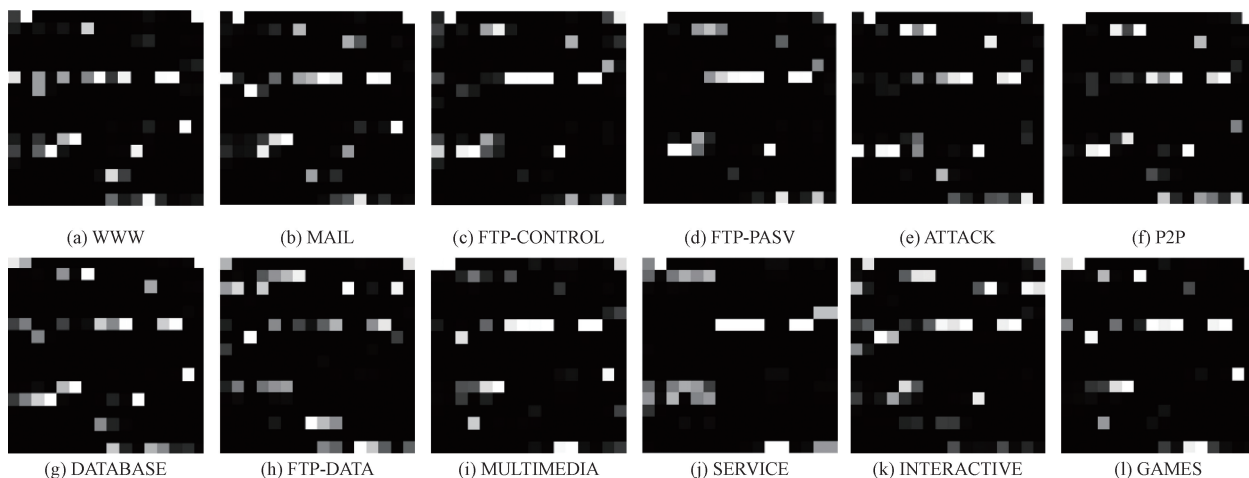 (a) WWW (b) MAIL (c) FTP-CONTROL (d) FTP-PASV (e) ATTACK (f) P2P
(g) DATABASE (h) FTP-DATA (i) MULTIMEDIA (j) SERVICE (k) INTERACTIVE (l) GAMES